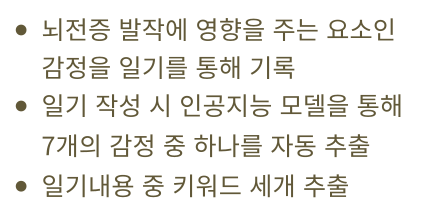 • 뇌전증 발작에 영향을 주는 요소인
감정을 일기를 통해 기록
• 일기 작성 시 인공지능 모델을 통해
7개의 감정 중 하나를 자동 추출
• 일기내용 중 키워드 세개 추출